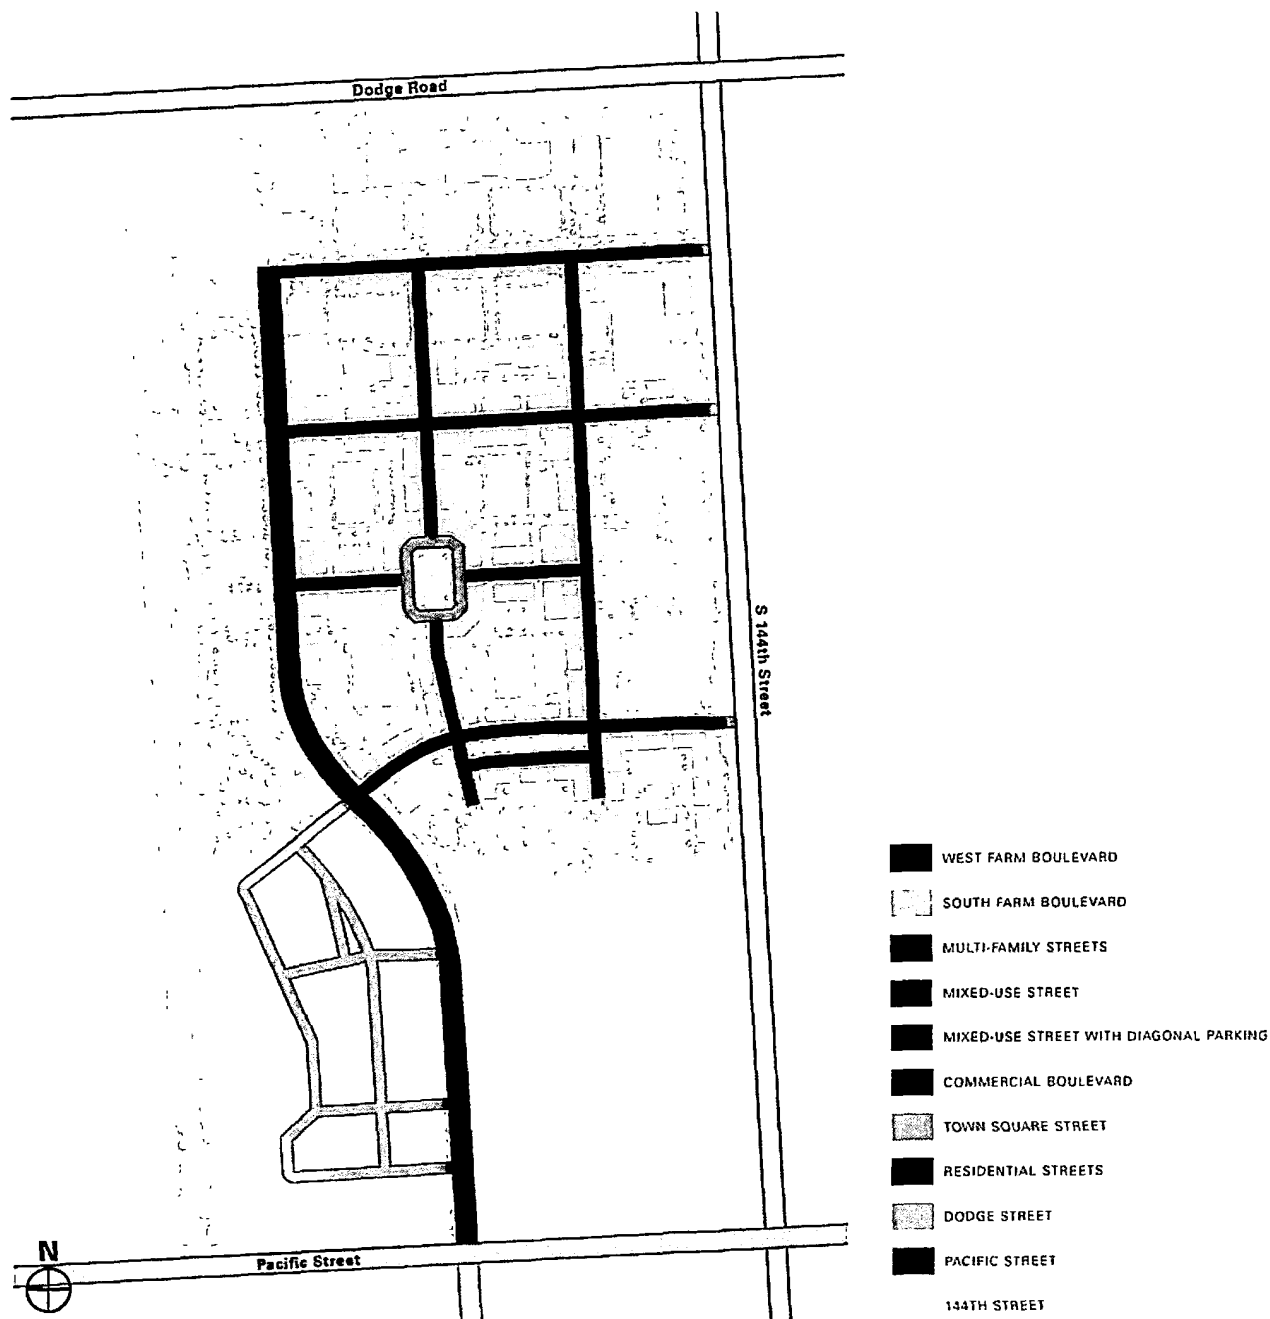 Dodge Road
S 144th Street
WEST FARM BOULEVARD
SOUTH FARM BOULEVARD
MULTI-FAMILY STREETS
MIXED-USE STREET
MIXED-USE STREET WITH DIAGONAL PARKING
COMMERCIAL BOULEVARD
TOWN SQUARE STREET
RESIDENTIAL STREETS
DODGE STREET
PACIFIC STREET
144TH STREET
N
Pacific Street